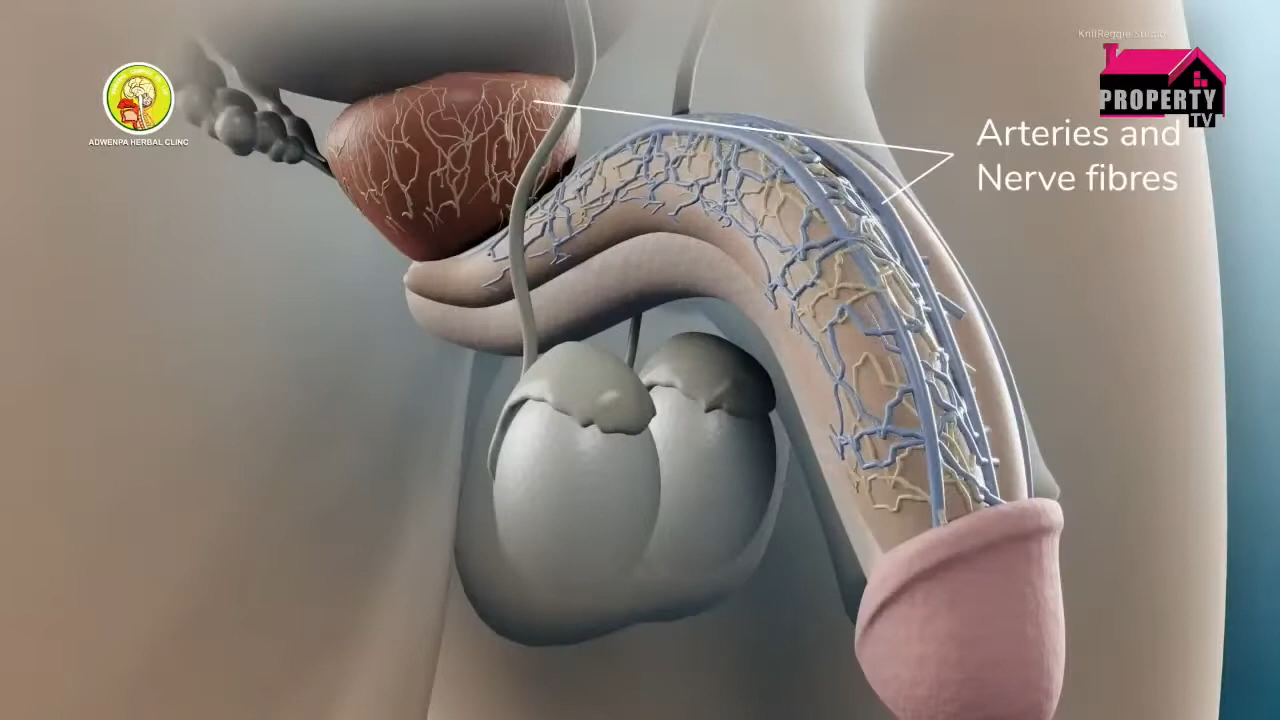 ADWENPA HERBAL CLINC
PROPERTY
TV
Arteries and
Nerve fibres